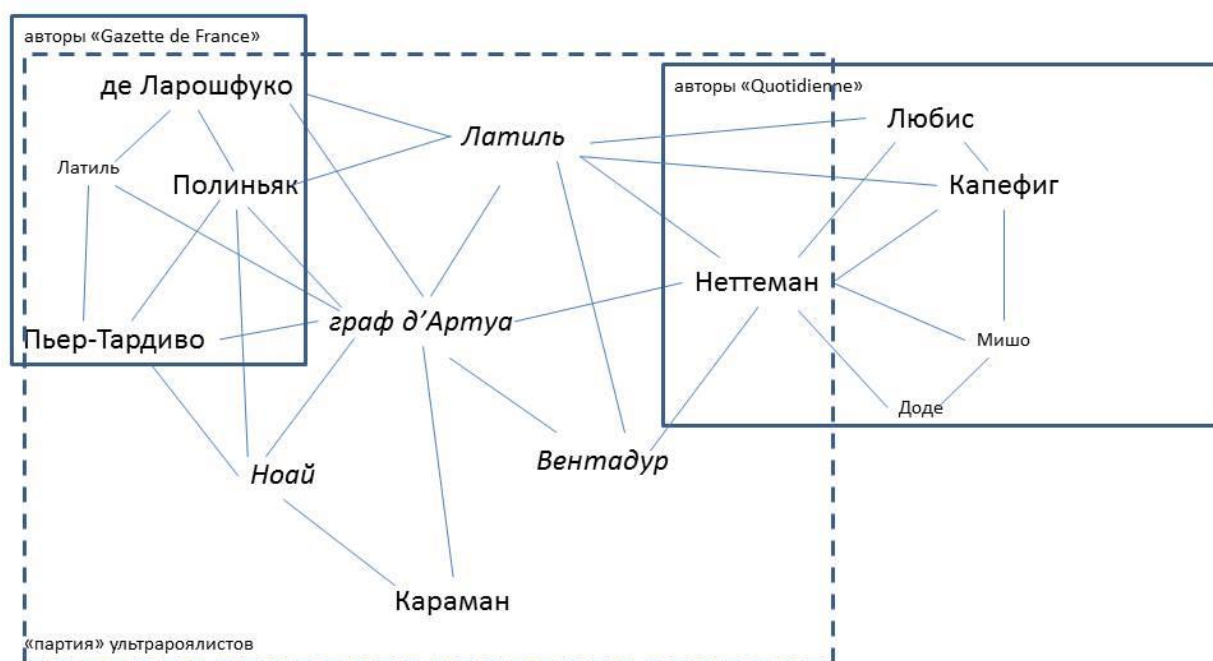 авторы «Gazette de France»
де Ларошфуко
авторы «Quotidienne»
Любис
Латиль
Латиль
Полиньяк
Капефиг
Неттеман
граф д’Артуа
Пьер-Тардиво
Мишо
Доде
Ноай
Вентадур
Караман
«партия» ультрароялистов